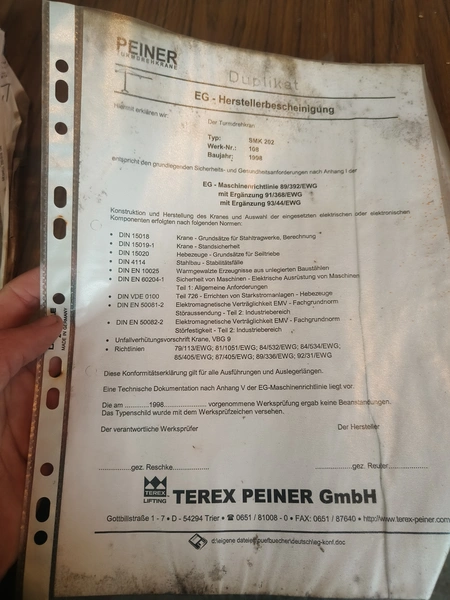 PEINER
TURMDREHKRANE
Duplikat
EG - Herstellerbescheinigung
Hiermit erklären wir:
Der Turmdrehkran
Typ: SMK 202
Werk-Nr.: 168
Baujahr: 1998
entspricht den grundlegenden Sicherheits- und Gesundheitsanforderungen nach Anhang I der
EG - Maschinenrichtlinie 89/392/EWG
mit Ergänzung 91/368/EWG
mit Ergänzung 93/44/EWG
Konstruktion und Herstellung des Kranes und Auswahl der eingesetzten elektrischen oder elektronischen
Komponenten erfolgten nach folgenden Normen:
• DIN 15018 Krane - Grundsätze für Stahltragwerke, Berechnung
• DIN 15019-1 Krane - Standsicherheit
• DIN 15020 Hebezeuge - Grundsätze für Seiltriebe
• DIN 4114 Stahlbau - Stabilitätsfälle
• DIN EN 10025 Warmgewalzte Erzeugnisse aus unlegierten Baustählen
• DIN EN 60204-1 Sicherheit von Maschinen - Elektrische Ausrüstung von Maschinen
Teil 1: Allgemeine Anforderungen
• DIN VDE 0100 Teil 726 - Errichten von Starkstromanlagen - Hebezeuge
• DIN EN 50081-2 Elektromagnetische Verträglichkeit EMV - Fachgrundnorm
Störaussendung - Teil 2: Industriebereich
• DIN EN 50082-2 Elektromagnetische Verträglichkeit EMV - Fachgrundnorm
Störfestigkeit - Teil 2: Industriebereich
• Unfallverhütungsvorschrift Krane, VBG 9
• Richtlinien 79/113/EWG; 81/1051/EWG; 84/532/EWG; 84/534/EWG;
85/405/EWG; 87/405/EWG; 89/336/EWG; 92/31/EWG
Diese Konformitätserklärung gilt für alle Ausführungen und Auslegerlängen.
Eine Technische Dokumentation nach Anhang V der EG-Maschinenrichtlinie liegt vor.
Die am ............1998.................... vorgenommene Werksprüfung ergab keine Beanstandungen.
Das Typenschild wurde mit dem Werksprüfzeichen versehen.
Der verantwortliche Werksprüfer Der Hersteller
..............gez. Reschke............... ...............gez. Reuter...............
TEREX
LIFTING
TEREX PEINER GmbH
Gottbillstraße 1 - 7 • D - 54294 Trier • ☎ 0651 / 81008 - 0 • FAX: 0651 / 87640 • http://www.terex-peiner.com
MADE IN GERMANY